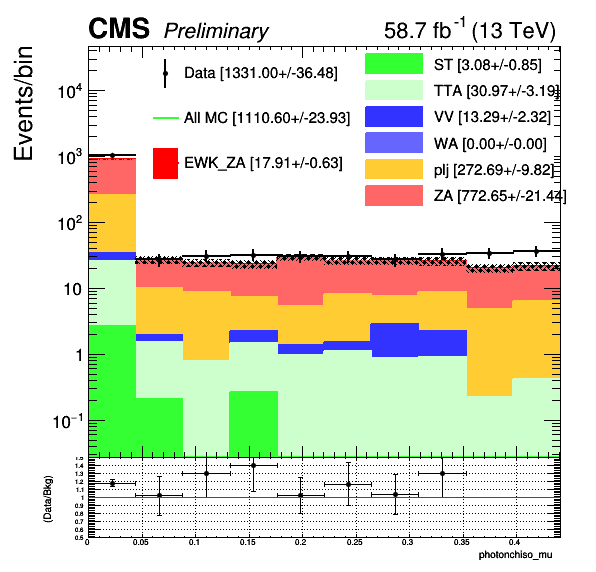 CMS Preliminary 58.7 fb⁻¹ (13 TeV)
Events/bin
Data [1331.00+/-36.48]
All MC [1110.60+/-23.93]
EWK_ZA [17.91+/-0.63]
ST [3.08+/-0.85]
TTA [30.97+/-3.19]
VV [13.29+/-2.32]
WA [0.00+/-0.00]
plj [272.69+/-9.82]
ZA [772.65+/-21.44]
10⁴
10³
10²
10
1
10⁻¹
(Data/Bkg)
1.5
1.4
1.3
1.2
1.1
1
0.9
0.8
0.7
0.6
0.5
0 0.05 0.1 0.15 0.2 0.25 0.3 0.35 0.4
photonchiso_mu